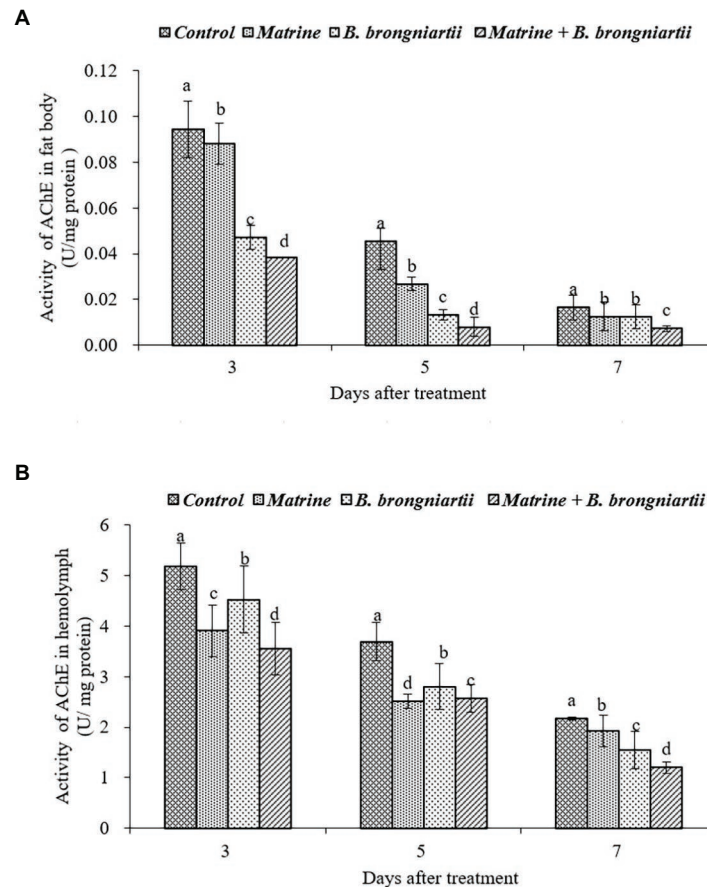 A
Control Matrine B. brongniartii Matrine + B. brongniartii
Activity of AChE in fat body
(U/mg protein )
0.12
0.10
0.08
0.06
0.04
0.02
0.00
a b c d
a b c d
a b b c
3 5 7
Days after treatment
B
Control Matrine B. brongniartii Matrine + B. brongniartii
Activity of AChE in hemolymph
(U/ mg protein)
6
5
4
3
2
1
0
a c b d
a d b c
a b c d
3 5 7
Days after treatment